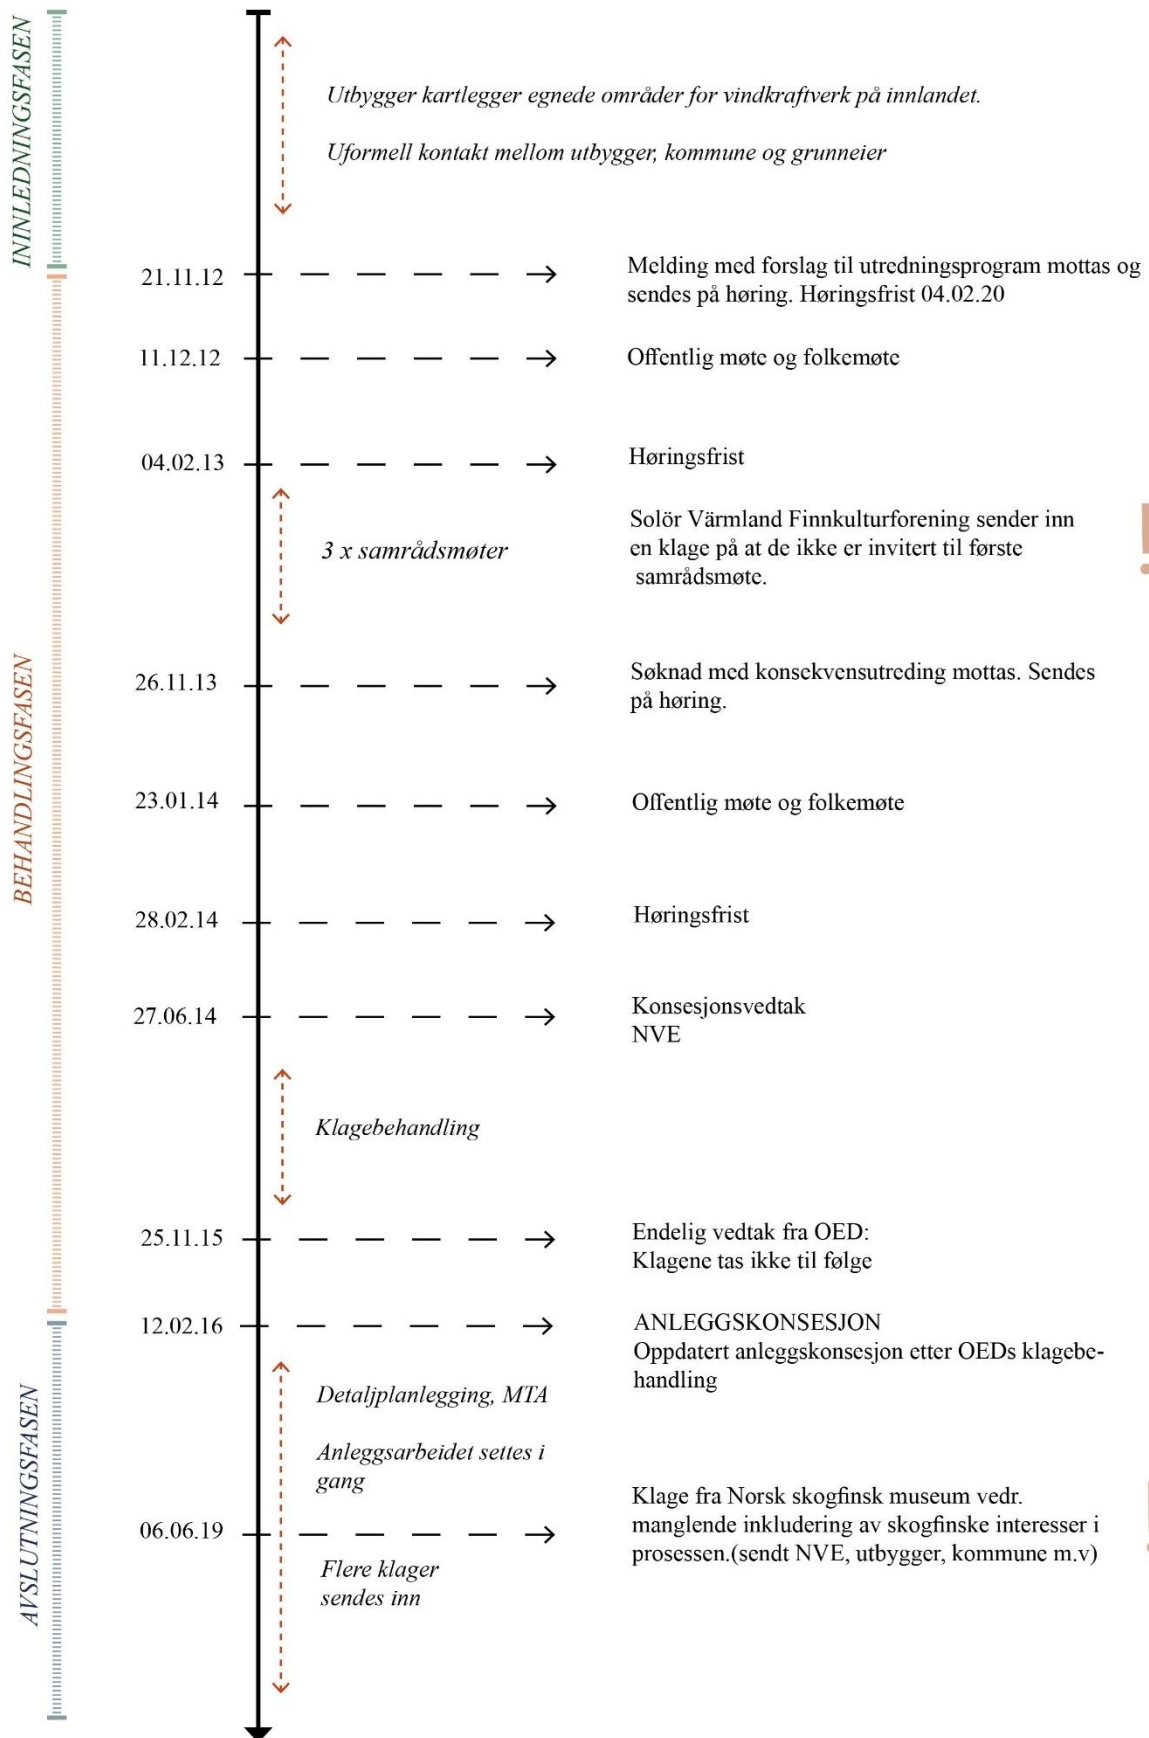 ININLEDNINGSFASEN
Utbygger kartlegger egnede områder for vindkraftverk på innlandet.
Uformell kontakt mellom utbygger, kommune og grunneier
BEHANDLINGSFASEN
21.11.12
Melding med forslag til utredningsprogram mottas og
sendes på høring. Høringsfrist 04.02.20
11.12.12
Offentlig møte og folkemøte
04.02.13
Høringsfrist
3 x samrådsmøter
Solör Värmland Finnkulturforening sender inn
en klage på at de ikke er invitert til første
samrådsmøte.
!
26.11.13
Søknad med konsekvensutreding mottas. Sendes
på høring.
23.01.14
Offentlig møte og folkemøte
28.02.14
Høringsfrist
27.06.14
Konsesjonsvedtak
NVE
Klagebehandling
25.11.15
Endelig vedtak fra OED:
Klagene tas ikke til følge
AVSLUTNINGSFASEN
12.02.16
ANLEGGSKONSESJON
Oppdatert anleggskonsesjon etter OEDs klagebe-
handling
Detaljplanlegging, MTA
Anleggsarbeidet settes i
gang
06.06.19
Klage fra Norsk skogfinsk museum vedr.
manglende inkludering av skogfinske interesser i
prosessen.(sendt NVE, utbygger, kommune m.v)
!
Flere klager
sendes inn